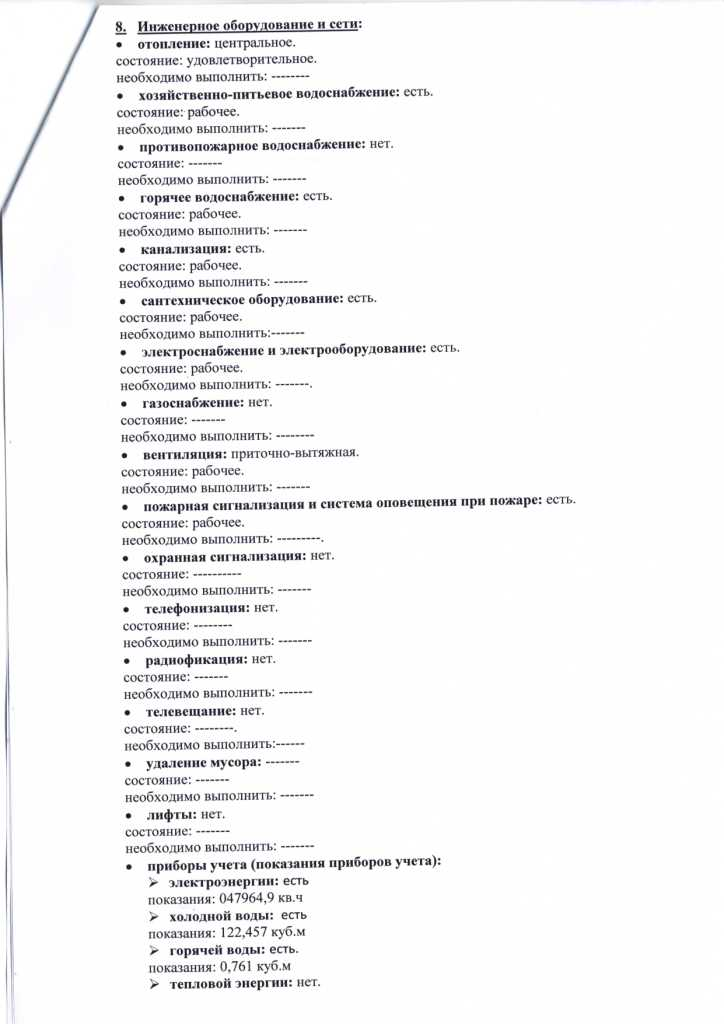 8. Инженерное оборудование и сети:
• отопление: центральное.
состояние: удовлетворительное.
необходимо выполнить: --------
• хозяйственно-питьевое водоснабжение: есть.
состояние: рабочее.
необходимо выполнить: -------
• противопожарное водоснабжение: нет.
состояние: -------
необходимо выполнить: -------
• горячее водоснабжение: есть.
состояние: рабочее.
необходимо выполнить: -------
• канализация: есть.
состояние: рабочее.
необходимо выполнить: -------
• сантехническое оборудование: есть.
состояние: рабочее.
необходимо выполнить:-------
• электроснабжение и электрооборудование: есть.
состояние: рабочее.
необходимо выполнить: -------.
• газоснабжение: нет.
состояние: -------
необходимо выполнить: --------
• вентиляция: приточно-вытяжная.
состояние: рабочее.
необходимо выполнить: -------
• пожарная сигнализация и система оповещения при пожаре: есть.
состояние: рабочее.
необходимо выполнить: ---------.
• охранная сигнализация: нет.
состояние: ----------
необходимо выполнить: -------
• телефонизация: нет.
состояние: --------
необходимо выполнить: -------
• радиофикация: нет.
состояние: -------
необходимо выполнить: -------
• телевещание: нет.
состояние: --------.
необходимо выполнить:------
• удаление мусора: -------
состояние: -------
необходимо выполнить: -------
• лифты: нет.
состояние: -------
необходимо выполнить: -------
• приборы учета (показания приборов учета):
➢ электроэнергии: есть
показания: 047964,9 кв.ч
➢ холодной воды: есть
показания: 122,457 куб.м
➢ горячей воды: есть.
показания: 0,761 куб.м
➢ тепловой энергии: нет.